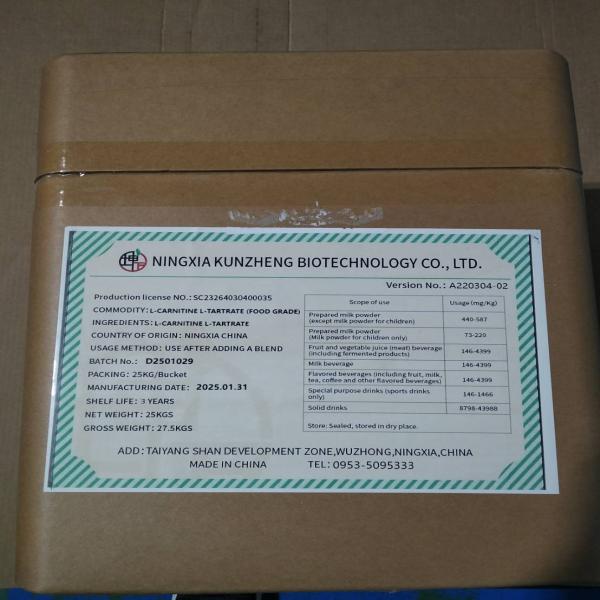 NINGXIA KUNZHENG BIOTECHNOLOGY CO., LTD.
Version No.: A220304-02
Production license NO.: SC23264030400035
COMMODITY: L-CARNITINE L-TARTRATE (FOOD GRADE)
INGREDIENTS: L-CARNITINE L-TARTRATE
COUNTRY OF ORIGIN: NINGXIA CHINA
USAGE METHOD: USE AFTER ADDING A BLEND
BATCH No.: D2501029
PACKING: 25KG/Bucket
MANUFACTURING DATE: 2025.01.31
SHELF LIFE: 3 YEARS
NET WEIGHT: 25KGS
GROSS WEIGHT: 27.5KGS
Scope of use Usage(mg/Kg)
Prepared milk powder
(except milk powder for children) 440-587
Prepared milk powder
(Milk powder for children only) 73-220
Fruit and vegetable juice (meat) beverage
(including fermented products) 146-4399
Milk beverage 146-4399
Flavored beverages (including fruit, milk,
tea, coffee and other flavored beverages) 146-4399
Special purpose drinks (sports drinks
only) 146-1466
Solid drinks 8798-43988
Store: Sealed, stored in dry place.
ADD: TAIYANG SHAN DEVELOPMENT ZONE,WUZHONG,NINGXIA,CHINA
MADE IN CHINA TEL: 0953-5095333